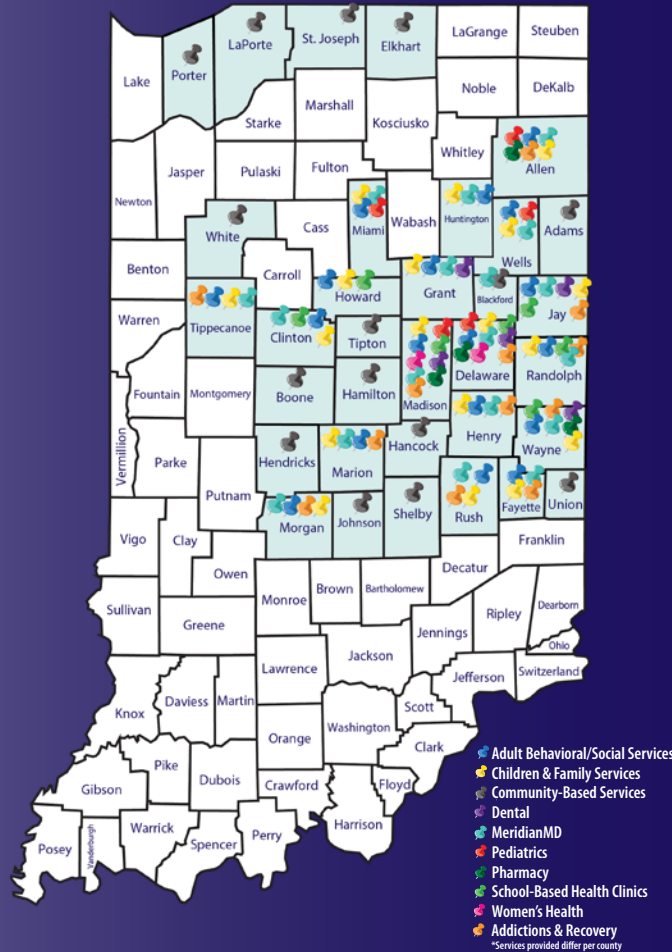 LaGrange
Steuben
St. Joseph
LaPorte
Elkhart
Porter
Lake
Noble
DeKalb
Marshall
Starke
Kosciusko
Whitley
Allen
Jasper
Pulaski
Fulton
Newton
White
Cass
Miami
Wabash
Huntington
Wells
Adams
Benton
Carroll
Howard
Grant
Blackford
Jay
Warren
Tippecanoe
Clinton
Tipton
Delaware
Randolph
Fountain
Montgomery
Boone
Hamilton
Madison
Vermillion
Parke
Putnam
Hendricks
Marion
Hancock
Henry
Wayne
Vigo
Clay
Morgan
Johnson
Shelby
Rush
Fayette
Union
Owen
Franklin
Decatur
Sullivan
Greene
Monroe
Brown
Bartholomew
Dearborn
Ripley
Jennings
Ohio
Lawrence
Jackson
Jefferson
Switzerland
Knox
Daviess
Martin
Scott
Washington
Orange
Clark
Pike
Gibson
Dubois
Crawford
Floyd
Harrison
Posey
Vanderburgh
Warrick
Spencer
Perry
Adult Behavioral/Social Services
Children & Family Services
Community-Based Services
Dental
MeridianMD
Pediatrics
Pharmacy
School-Based Health Clinics
Women's Health
Addictions & Recovery
*Services provided differ per county